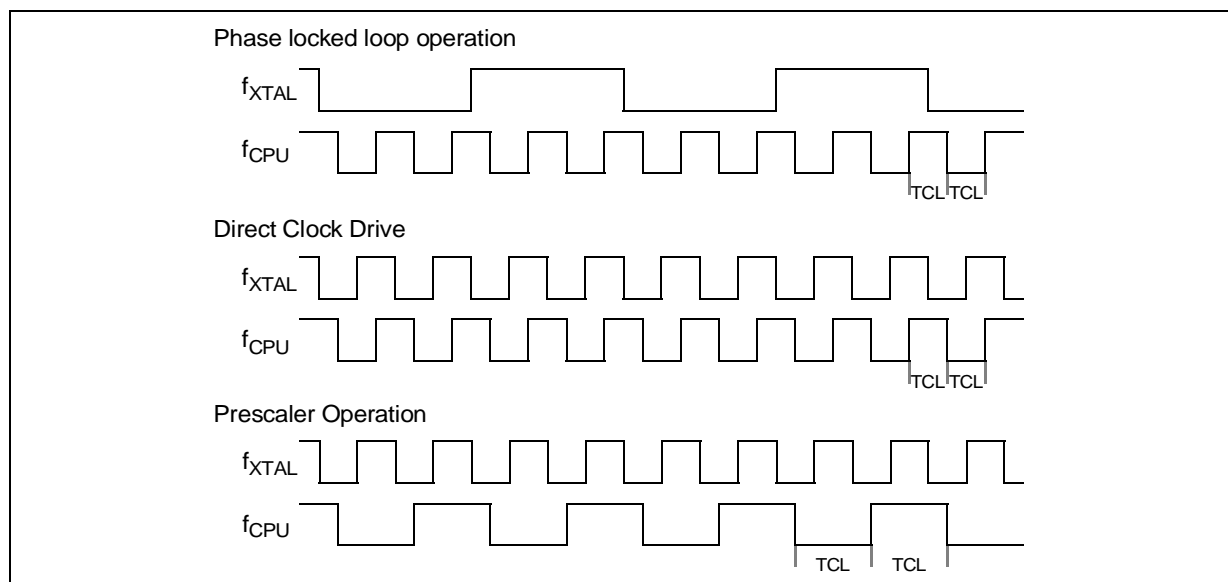 Phase locked loop operation
fXTAL
fCPU
TCL TCL
Direct Clock Drive
fXTAL
fCPU
TCL TCL
Prescaler Operation
fXTAL
fCPU
TCL TCL